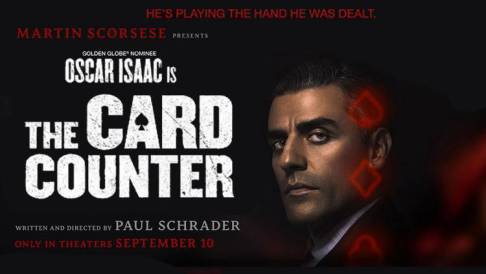 HE'S PLAYING THE HAND HE WAS DEALT.
MARTIN SCORSESE PRESENTS
GOLDEN GLOBE® NOMINEE
OSCAR ISAAC IS
THE CARD
COUNTER
WRITTEN AND DIRECTED BY PAUL SCHRADER
ONLY IN THEATERS SEPTEMBER 10